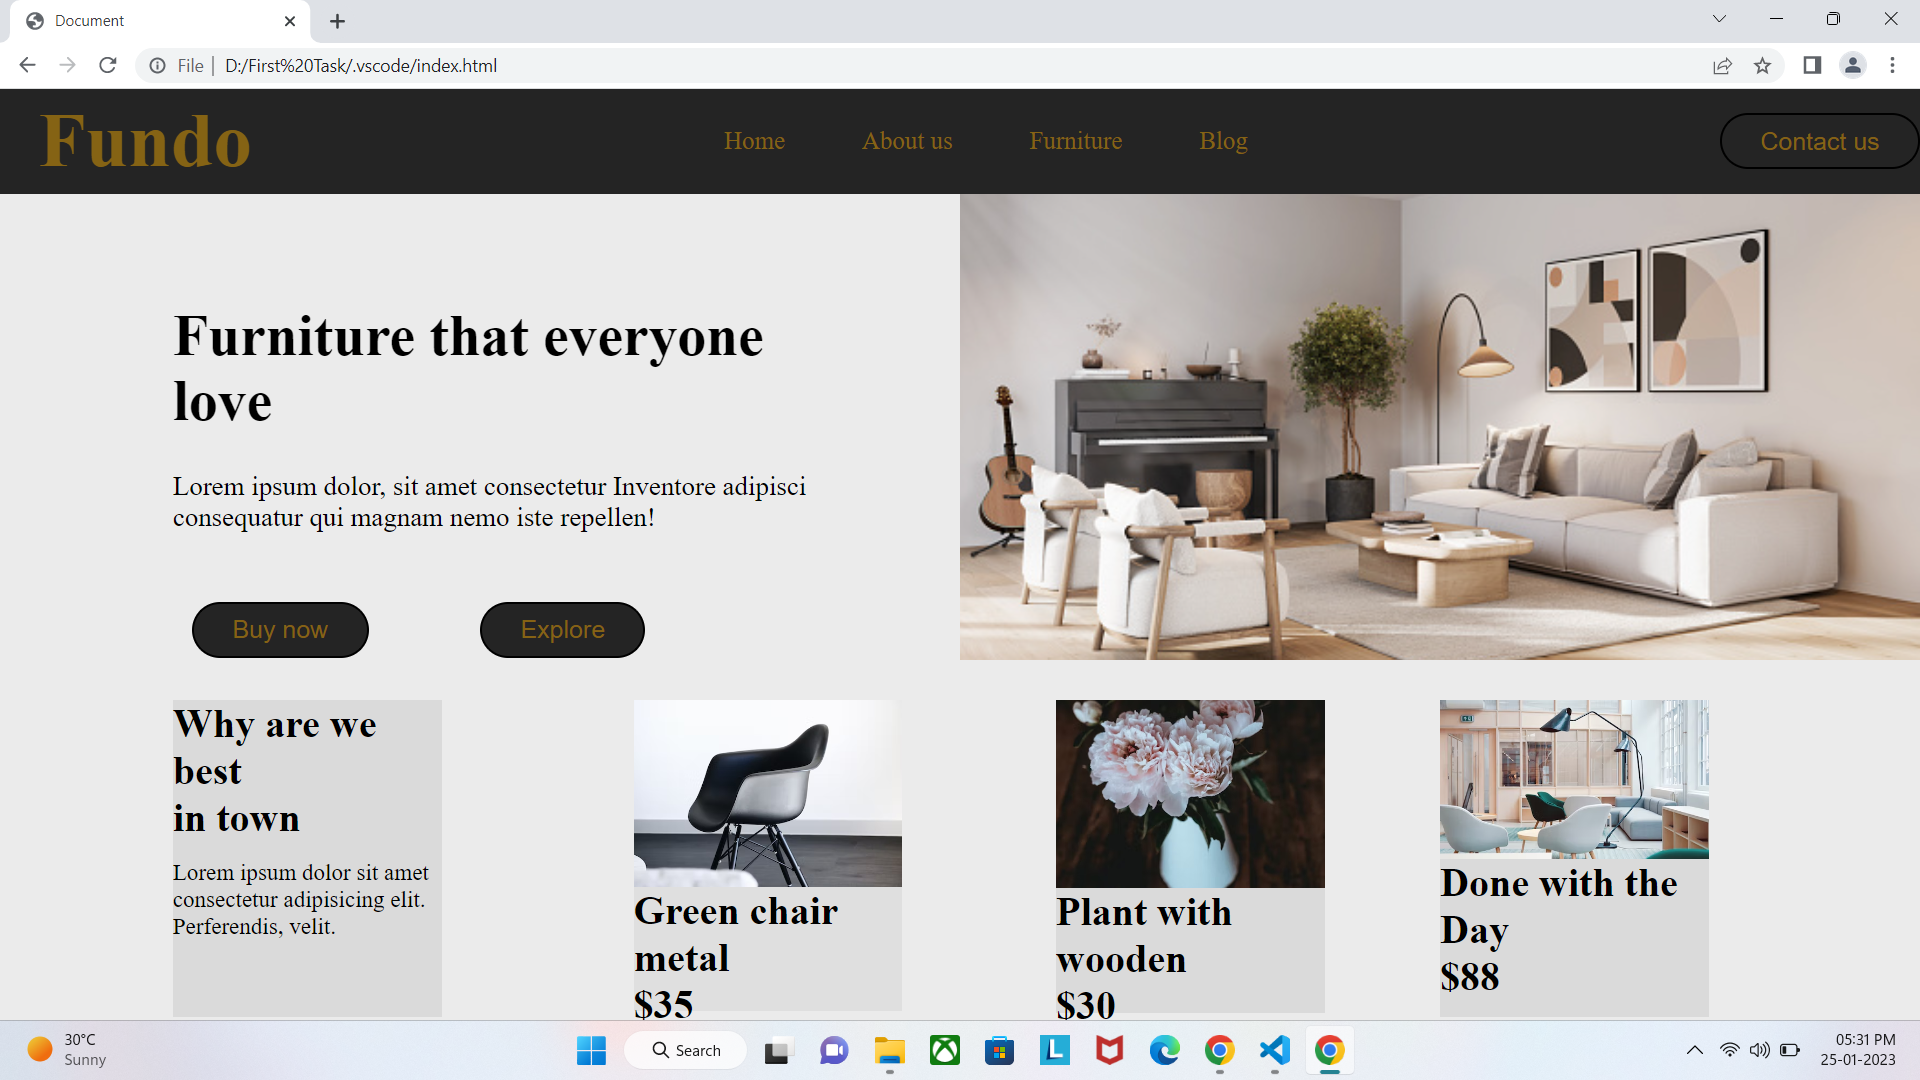 Document
File
D:/First%20Task/.vscode/index.html
Fundo
Home
About us
Furniture
Blog
Contact us
Furniture that everyone
love
Lorem ipsum dolor, sit amet consectetur Inventore adipisci
consequatur qui magnam nemo iste repellen!
Buy now
Explore
Why are we
best
in town
Lorem ipsum dolor sit amet
consectetur adipisicing elit.
Perferendis, velit.
Green chair
metal
$35
Plant with
wooden
$30
Done with the
Day
$88
30°C
Sunny
Search
L
05:31 PM
25-01-2023